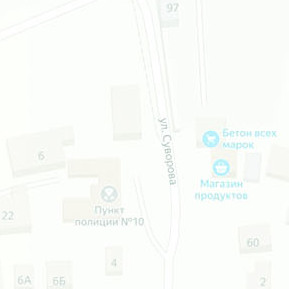 97
ул. Суворова
Бетон всех
марок
6
Магазин
продуктов
Пункт
полиции №10
22
60
4
6А
6Б
2